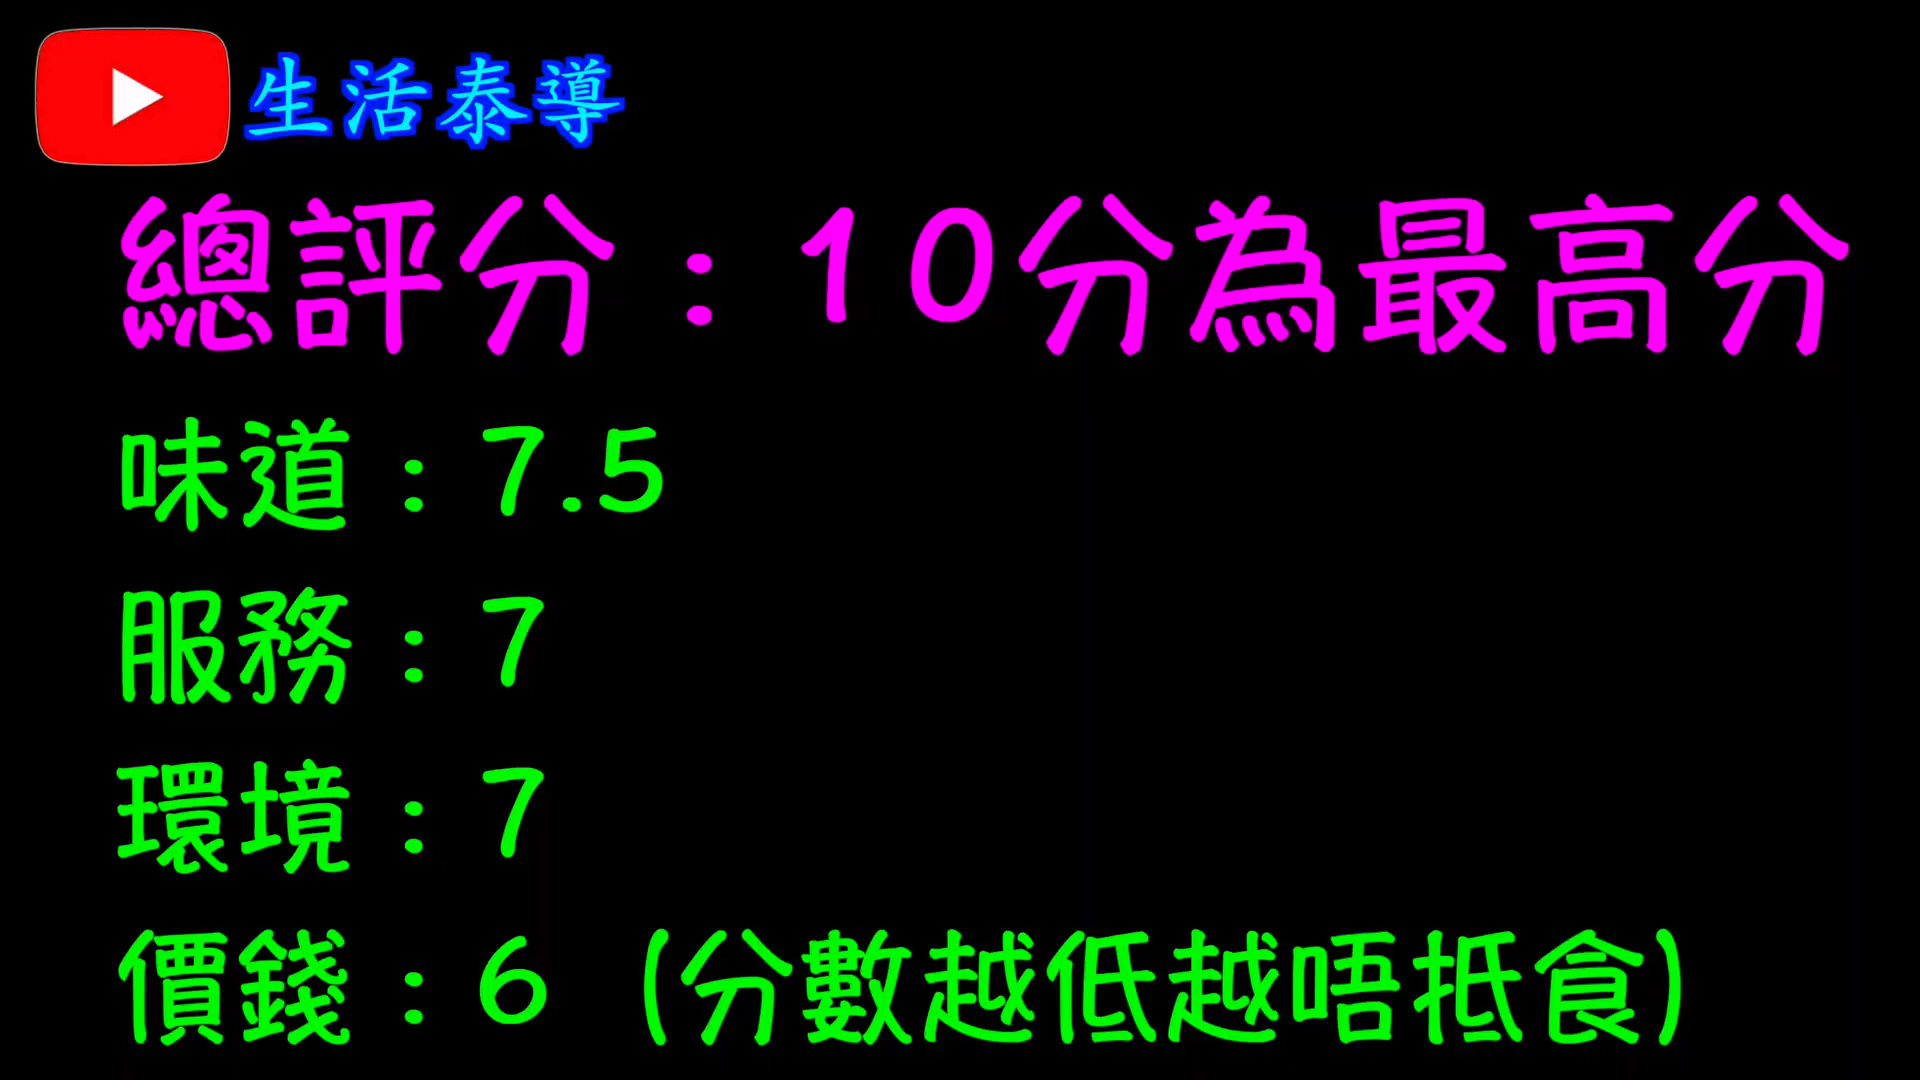 生活泰導
總評分：10分為最高分
味道：7.5
服務：7
環境：7
價錢：6 (分數越低越唔抵食)